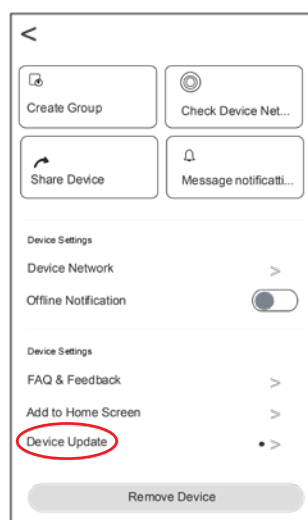 <
Create Group
Check Device Net...
Share Device
Message notificatti...
Device Settings
Device Network >
Offline Notification
Device Settings
FAQ & Feedback >
Add to Home Screen >
Device Update • >
Remove Device